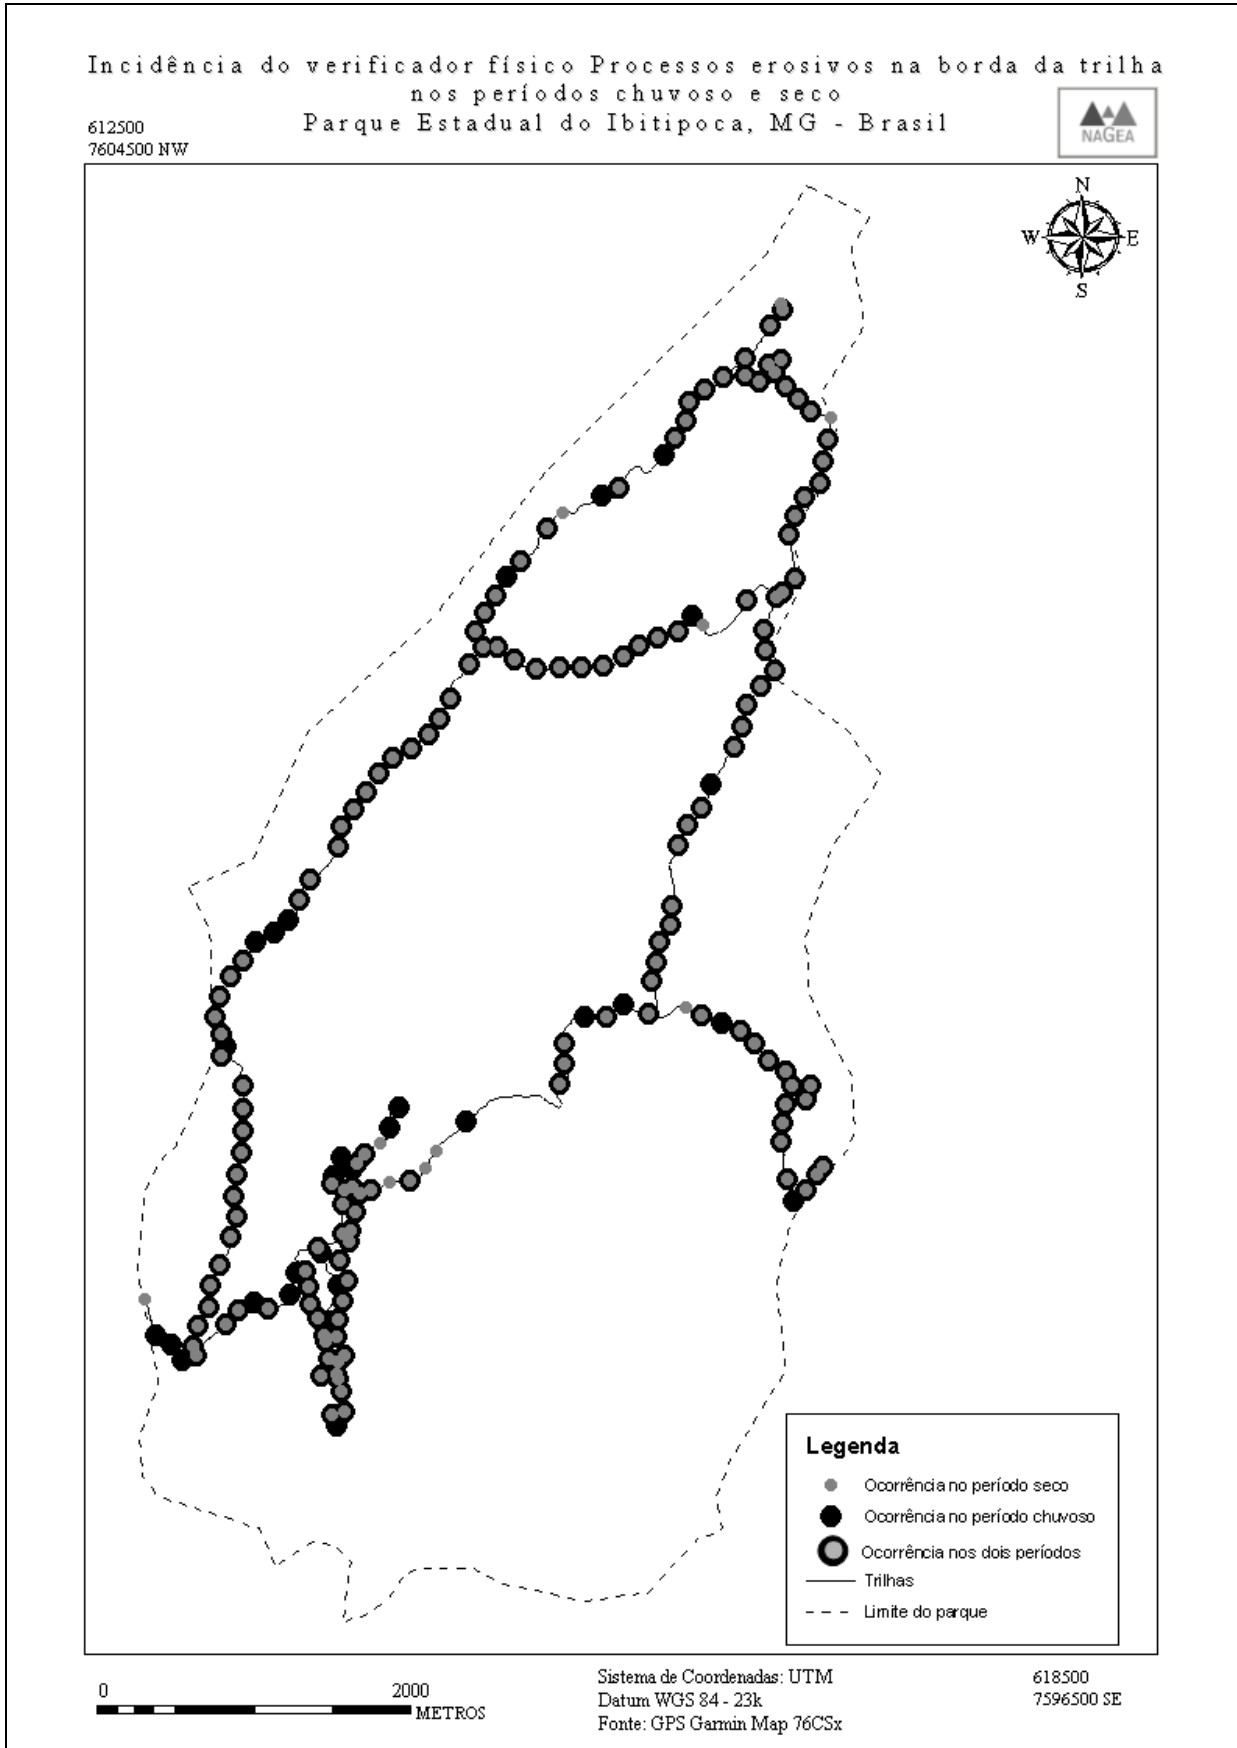 Incidência do verificador físico Processos erosivos na borda da trilha
nos períodos chuvoso e seco
Parque Estadual do Ibitipoca, MG - Brasil
612500
7604500 NW
NAGEA
N
W E
S
Legenda
Ocorrência no período seco
Ocorrência no período chuvoso
Ocorrência nos dois períodos
Trilhas
Limite do parque
0 2000
METROS
Sistema de Coordenadas: UTM
Datum WGS 84 - 23k
Fonte: GPS Garmin Map 76CSx
618500
7596500 SE